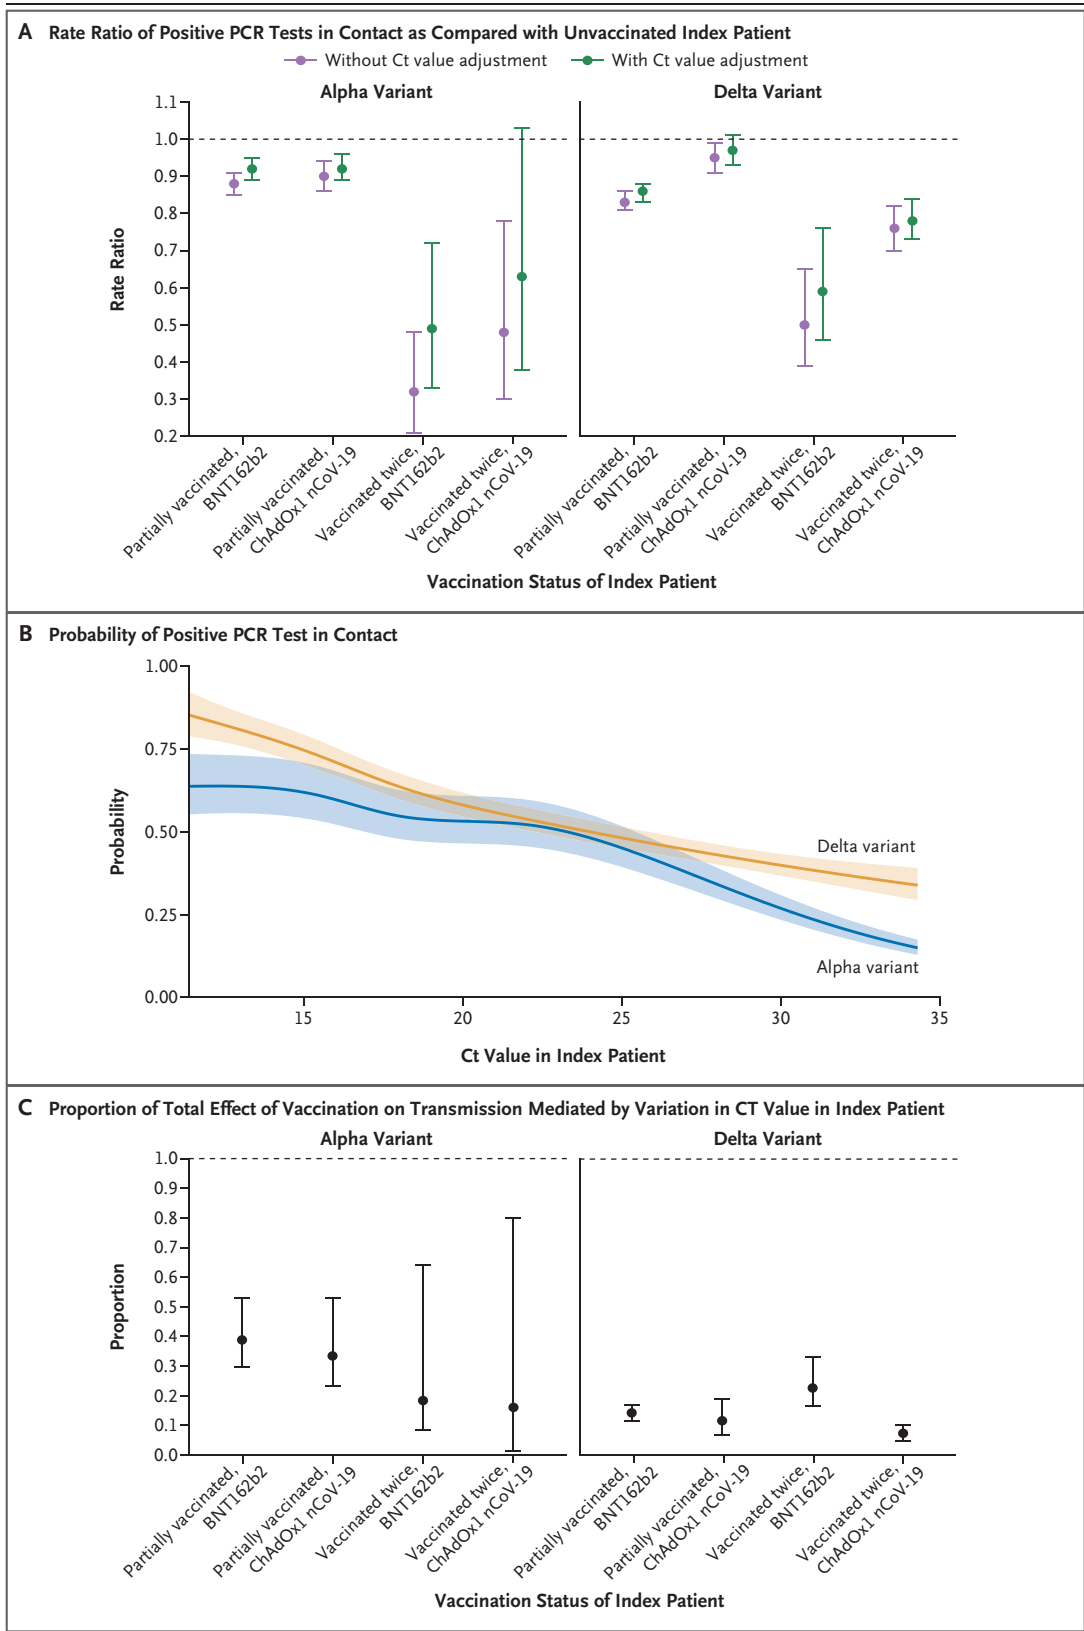 A Rate Ratio of Positive PCR Tests in Contact as Compared with Unvaccinated Index Patient
Without Ct value adjustment
With Ct value adjustment
Alpha Variant
Delta Variant
Rate Ratio
1.1
1.0
0.9
0.8
0.7
0.6
0.5
0.4
0.3
0.2
Partially vaccinated,
BNT162b2
Partially vaccinated,
ChAdOx1 nCoV-19
Vaccinated twice,
BNT162b2
Vaccinated twice,
ChAdOx1 nCoV-19
Partially vaccinated,
BNT162b2
Partially vaccinated,
ChAdOx1 nCoV-19
Vaccinated twice,
BNT162b2
Vaccinated twice,
ChAdOx1 nCoV-19
Vaccination Status of Index Patient
B Probability of Positive PCR Test in Contact
Probability
1.00
0.75
0.50
0.25
0.00
Delta variant
Alpha variant
15
20
25
30
35
Ct Value in Index Patient
C Proportion of Total Effect of Vaccination on Transmission Mediated by Variation in CT Value in Index Patient
Alpha Variant
Delta Variant
Proportion
1.0
0.9
0.8
0.7
0.6
0.5
0.4
0.3
0.2
0.1
0.0
Partially vaccinated,
BNT162b2
Partially vaccinated,
ChAdOx1 nCoV-19
Vaccinated twice,
BNT162b2
Vaccinated twice,
ChAdOx1 nCoV-19
Partially vaccinated,
BNT162b2
Partially vaccinated,
ChAdOx1 nCoV-19
Vaccinated twice,
BNT162b2
Vaccinated twice,
ChAdOx1 nCoV-19
Vaccination Status of Index Patient